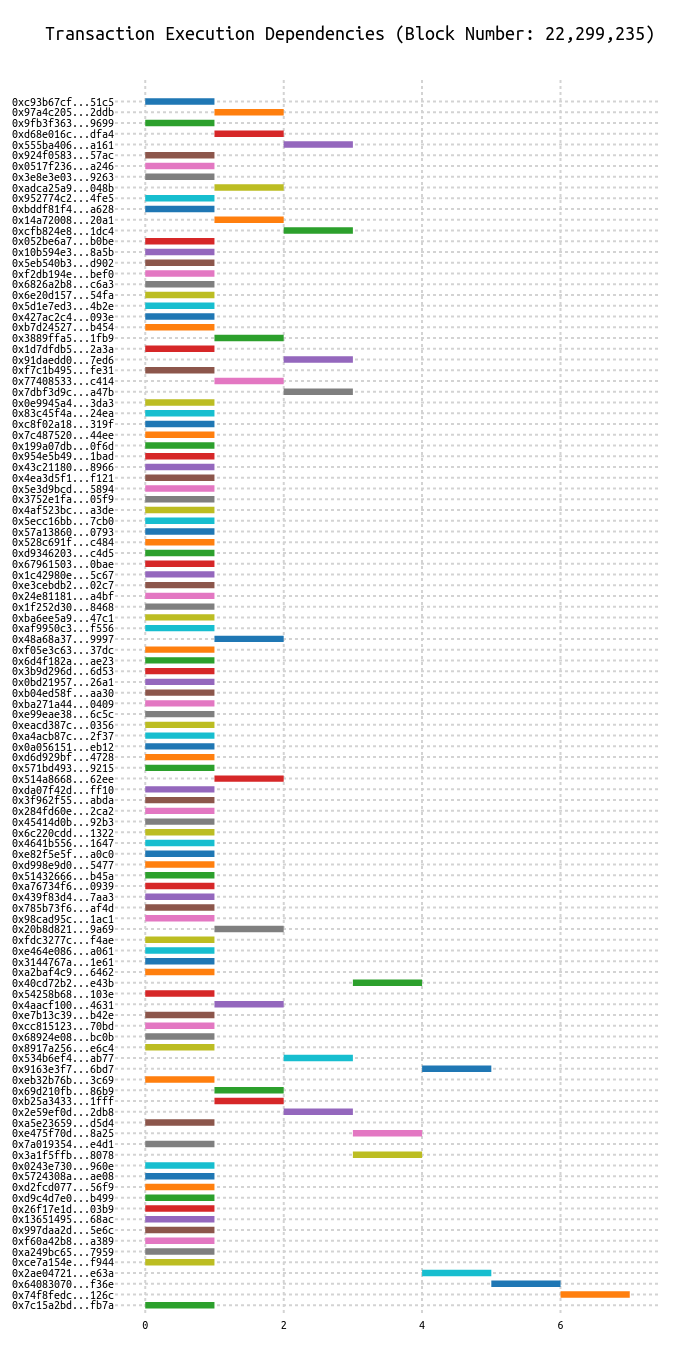 Transaction Execution Dependencies (Block Number: 22,299,235)
0xc93b67cf...51c5
0x97a4c205...2ddb
0x9fb3f363...9699
0xd68e016c...dfa4
0x555ba406...a161
0x924f0583...57ac
0x0517f236...a246
0x3e8e3e03...9263
0xadca25a9...048b
0x952774c2...4fe5
0xbddf81f4...a628
0x14a72008...20a1
0xcfb824e8...1dc4
0x052be6a7...b0be
0x10b594e3...8a5b
0x5eb540b3...d902
0xf2db194e...bef0
0x6826a2b8...c6a3
0x6e20d157...54fa
0x5d1e7ed3...4b2e
0x427ac2c4...093e
0xb7d24527...b454
0x3889ffa5...1fb9
0x1d7dfdb5...2a3a
0x91daedd0...7ed6
0xf7c1b495...fe31
0x77408533...c414
0x7dbf3d9c...a47b
0x0e9945a4...3da3
0x83c45f4a...24ea
0xc8f02a18...319f
0x7c487520...44ee
0x199a07db...0f6d
0x954e5b49...1bad
0x43c21180...8966
0x4ea3d5f1...f121
0x5e3d9bcd...5894
0x3752e1fa...05f9
0x4af523bc...a3de
0x5ecc16bb...7cb0
0x57a13860...0793
0x528c691f...c484
0xd9346203...c4d5
0x67961503...0bae
0x1c42980e...5c67
0xe3cebdb2...02c7
0x24e81181...a4bf
0x1f252d30...8468
0xba6ee5a9...47c1
0xaf9950c3...f556
0x48a68a37...9997
0xf05e3c63...37dc
0x6d4f182a...ae23
0x3b9d296d...6d53
0x0bd21957...26a1
0xb04ed58f...aa30
0xba271a44...0409
0xe99eae38...6c5c
0xeacd387c...0356
0xa4acb87c...2f37
0x0a056151...eb12
0xd6d929bf...4728
0x571bd493...9215
0x514a8668...62ee
0xda07f42d...ff10
0x3f962f55...abda
0x284fd60e...2ca2
0x45414d0b...92b3
0x6c220cdd...1322
0x4641b556...1647
0xe82f5e5f...a0c0
0xd998e9d0...5477
0x51432666...b45a
0xa76734f6...0939
0x439f83d4...7aa3
0x785b73f6...af4d
0x98cad95c...1ac1
0x20b8d821...9a69
0xfdc3277c...f4ae
0xe464e086...a061
0x3144767a...1e61
0xa2baf4c9...6462
0x40cd72b2...e43b
0x54258b68...103e
0x4aacf100...4631
0xe7b13c39...b42e
0xcc815123...70bd
0x68924e08...bc0b
0x8917a256...e6c4
0x534b6ef4...ab77
0x9163e3f7...6bd7
0xeb32b76b...3c69
0x69d210fb...86b9
0xb25a3433...1fff
0x2e59ef0d...2db8
0xa5e23659...d5d4
0xe475f70d...8a25
0x7a019354...e4d1
0x3a1f5ffb...8078
0x0243e730...960e
0x5724308a...ae08
0xd2fcd077...56f9
0xd9c4d7e0...b499
0x26f17e1d...03b9
0x13651495...68ac
0x997daa2d...5e6c
0xf60a42b8...a389
0xa249bc65...7959
0xce7a154e...f944
0x2ae04721...e63a
0x64083070...f36e
0x74f8fedc...126c
0x7c15a2bd...fb7a
0 2 4 6